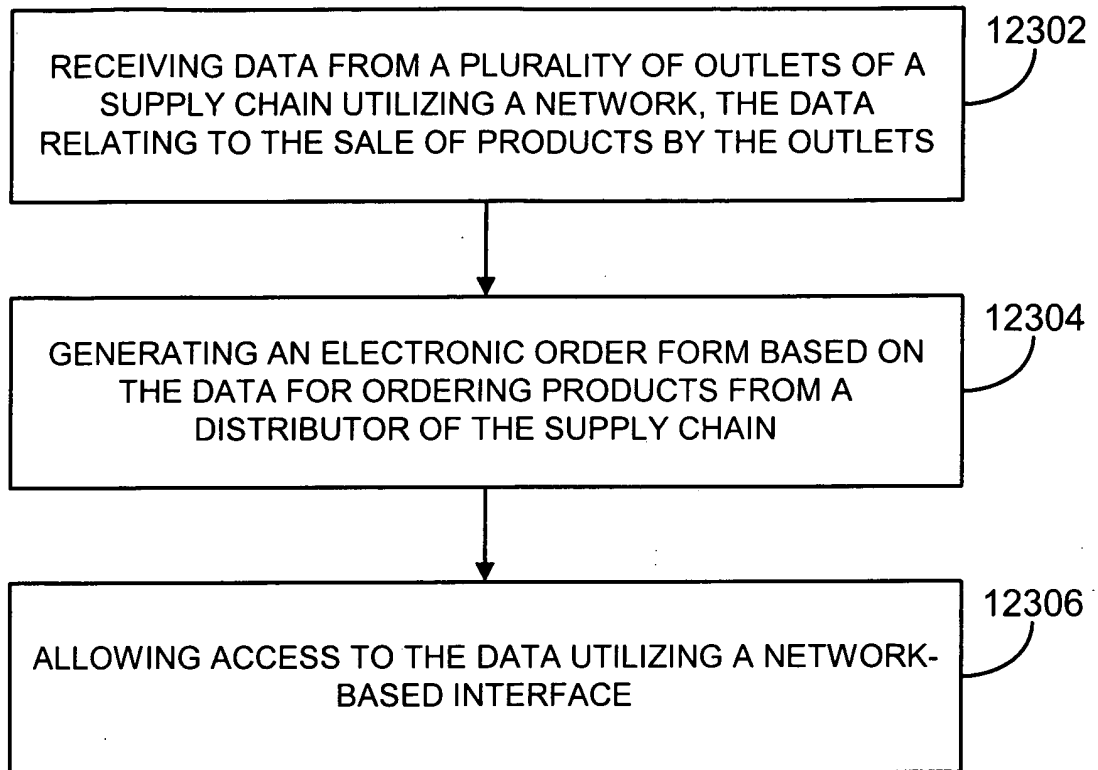 12302
RECEIVING DATA FROM A PLURALITY OF OUTLETS OF A
SUPPLY CHAIN UTILIZING A NETWORK, THE DATA
RELATING TO THE SALE OF PRODUCTS BY THE OUTLETS
12304
GENERATING AN ELECTRONIC ORDER FORM BASED ON
THE DATA FOR ORDERING PRODUCTS FROM A
DISTRIBUTOR OF THE SUPPLY CHAIN
12306
ALLOWING ACCESS TO THE DATA UTILIZING A NETWORK-
BASED INTERFACE